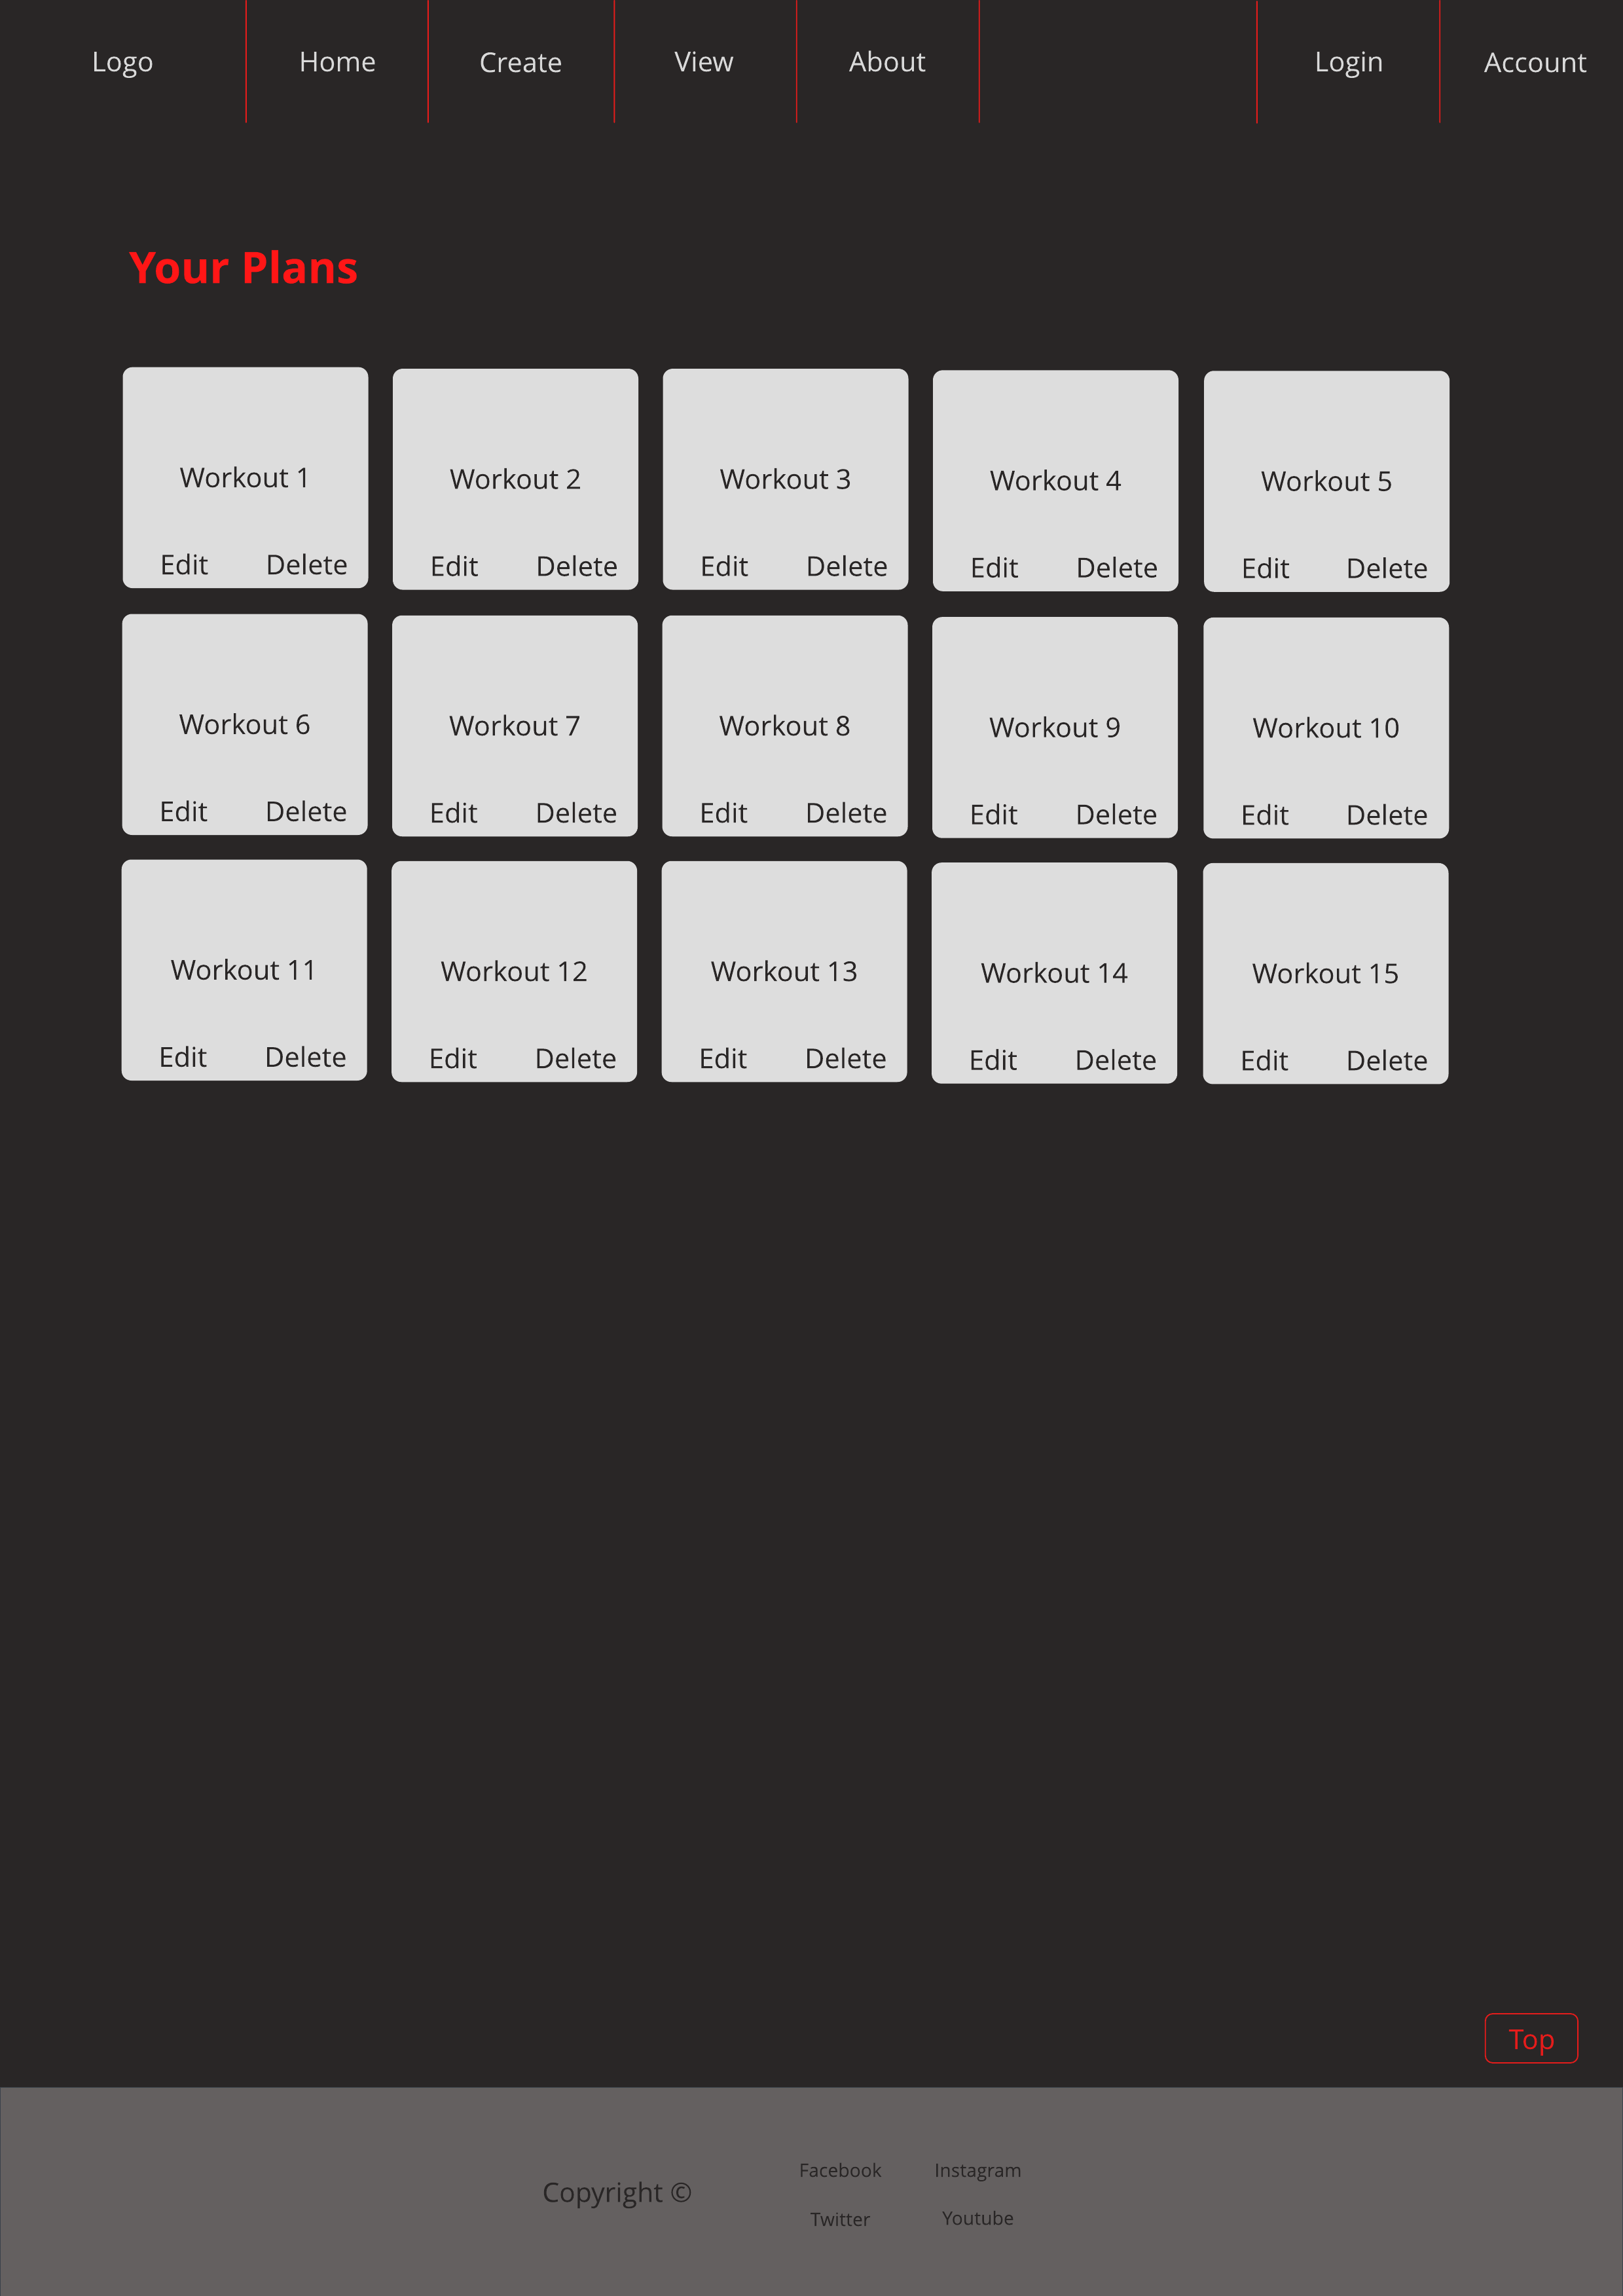 Logo Home Create View About Login Account
Your Plans
Workout 1 Workout 2 Workout 3 Workout 4 Workout 5
Edit Delete Edit Delete Edit Delete Edit Delete Edit Delete
Workout 6 Workout 7 Workout 8 Workout 9 Workout 10
Edit Delete Edit Delete Edit Delete Edit Delete Edit Delete
Workout 11 Workout 12 Workout 13 Workout 14 Workout 15
Edit Delete Edit Delete Edit Delete Edit Delete Edit Delete
Top
Copyright ©
Facebook Instagram
Twitter Youtube